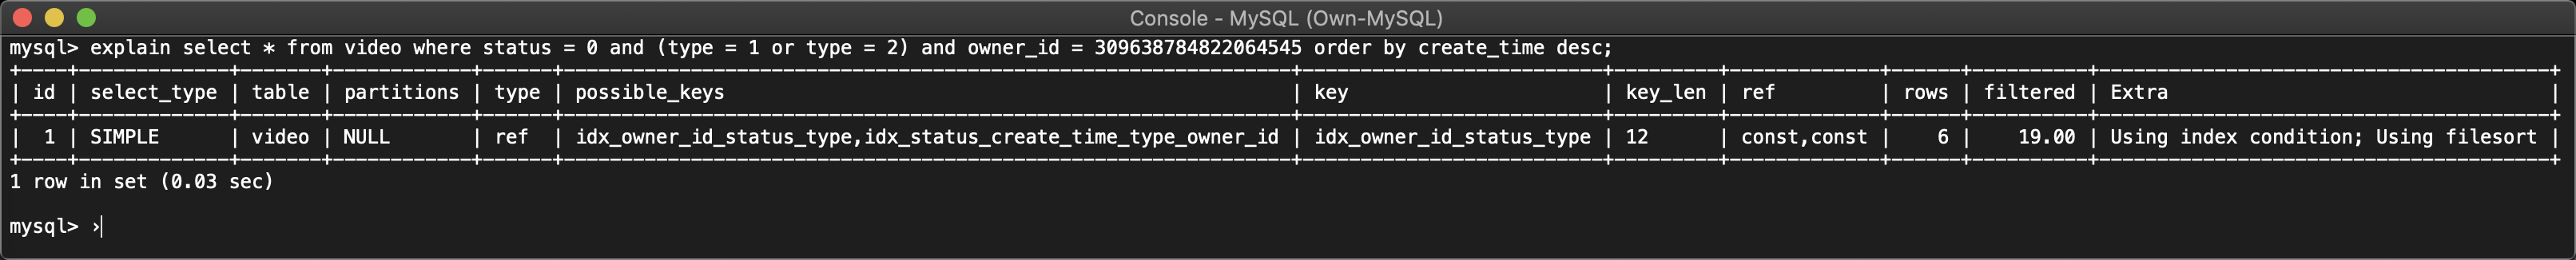 Console - MySQL (Own-MySQL)
mysql> explain select * from video where status = 0 and (type = 1 or type = 2) and owner_id = 309638784822064545 order by create_time desc;
+----+-------------+-------+------------+------+--------------------------------------------------------------+--------------------------+---------+-------------+------+----------+---------------------------------------+
| id | select_type | table | partitions | type | possible_keys                                                | key                      | key_len | ref         | rows | filtered | Extra                                 |
+----+-------------+-------+------------+------+--------------------------------------------------------------+--------------------------+---------+-------------+------+----------+---------------------------------------+
|  1 | SIMPLE      | video | NULL       | ref  | idx_owner_id_status_type,idx_status_create_time_type_owner_id | idx_owner_id_status_type | 12      | const,const |    6 |    19.00 | Using index condition; Using filesort |
+----+-------------+-------+------------+------+--------------------------------------------------------------+--------------------------+---------+-------------+------+----------+---------------------------------------+
1 row in set (0.03 sec)
mysql> ›